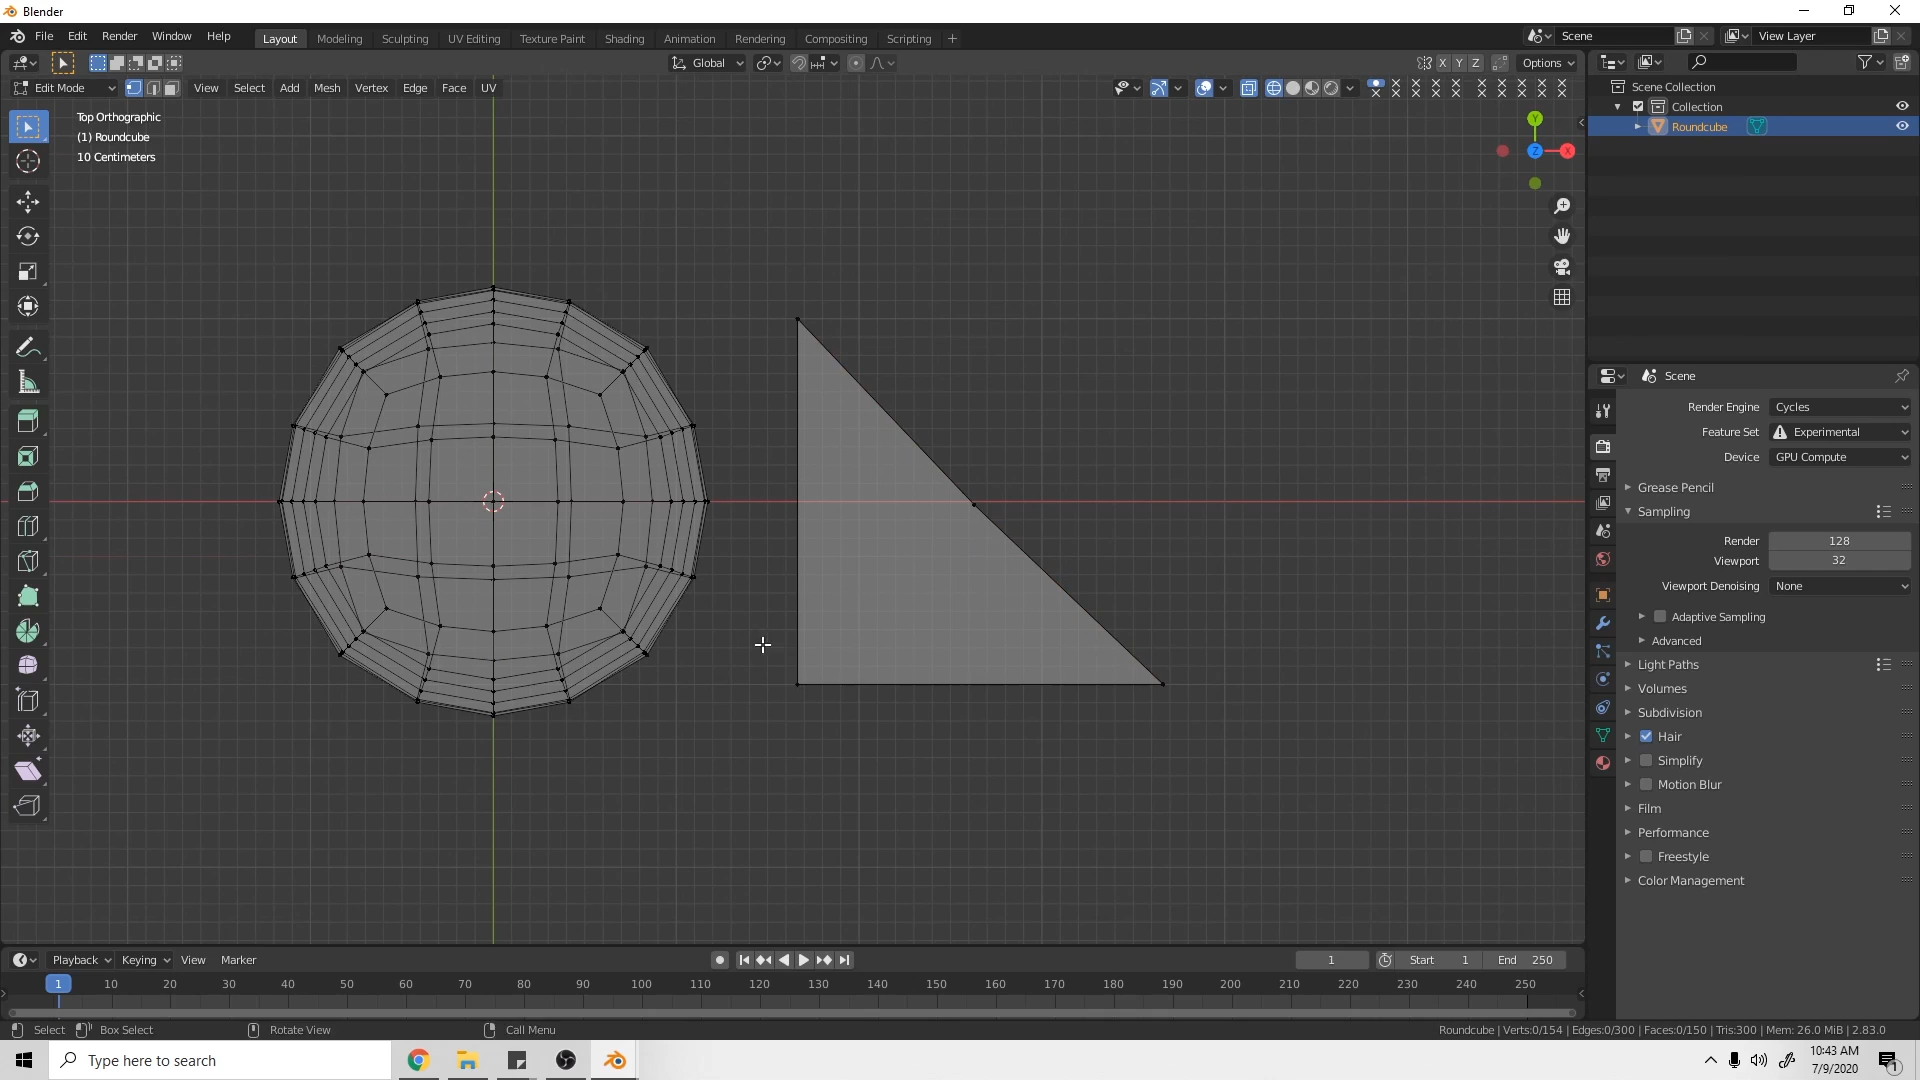 Blender
File Edit Render Window Help
Layout Modeling Sculpting UV Editing Texture Paint Shading Animation Rendering Compositing Scripting +
Scene
View Layer
Global
X Y Z
Options
Edit Mode
View Select Add Mesh Vertex Edge Face UV
Top Orthographic
(1) Roundcube
10 Centimeters
Y
Z
X
Scene Collection
Collection
Roundcube
Scene
Render Engine Cycles
Feature Set Experimental
Device GPU Compute
Grease Pencil
Sampling
Render 128
Viewport 32
Viewport Denoising None
Adaptive Sampling
Advanced
Light Paths
Volumes
Subdivision
Hair
Simplify
Motion Blur
Film
Performance
Freestyle
Color Management
Playback Keying View Marker
1 Start 1 End 250
1 10 20 30 40 50 60 70 80 90 100 110 120 130 140 150 160 170 180 190 200 210 220 230 240 250
Select Box Select Rotate View Call Menu
Roundcube | Verts:0/154 | Edges:0/300 | Faces:0/150 | Tris:300 | Mem: 26.0 MiB | 2.83.0
Type here to search
10:43 AM
7/9/2020
1